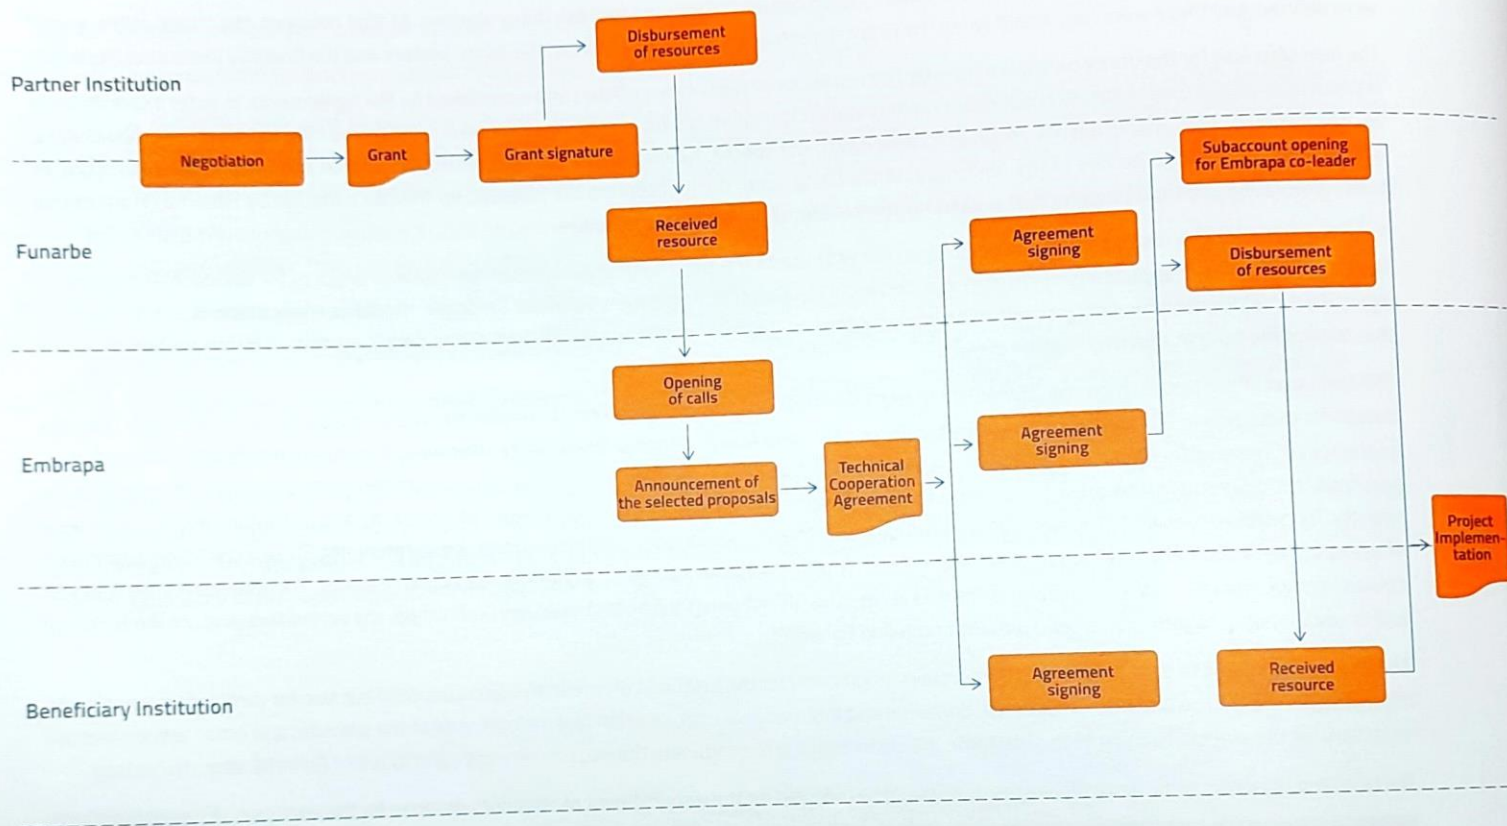 Partner Institution
Disbursement
of resources
Negotiation
Grant
Grant signature
Subaccount opening
for Embrapa co-leader
Funarbe
Received
resource
Agreement
signing
Disbursement
of resources
Embrapa
Opening
of calls
Announcement of
the selected proposals
Technical
Cooperation
Agreement
Agreement
signing
Project
Implemen-
tation
Beneficiary Institution
Agreement
signing
Received
resource